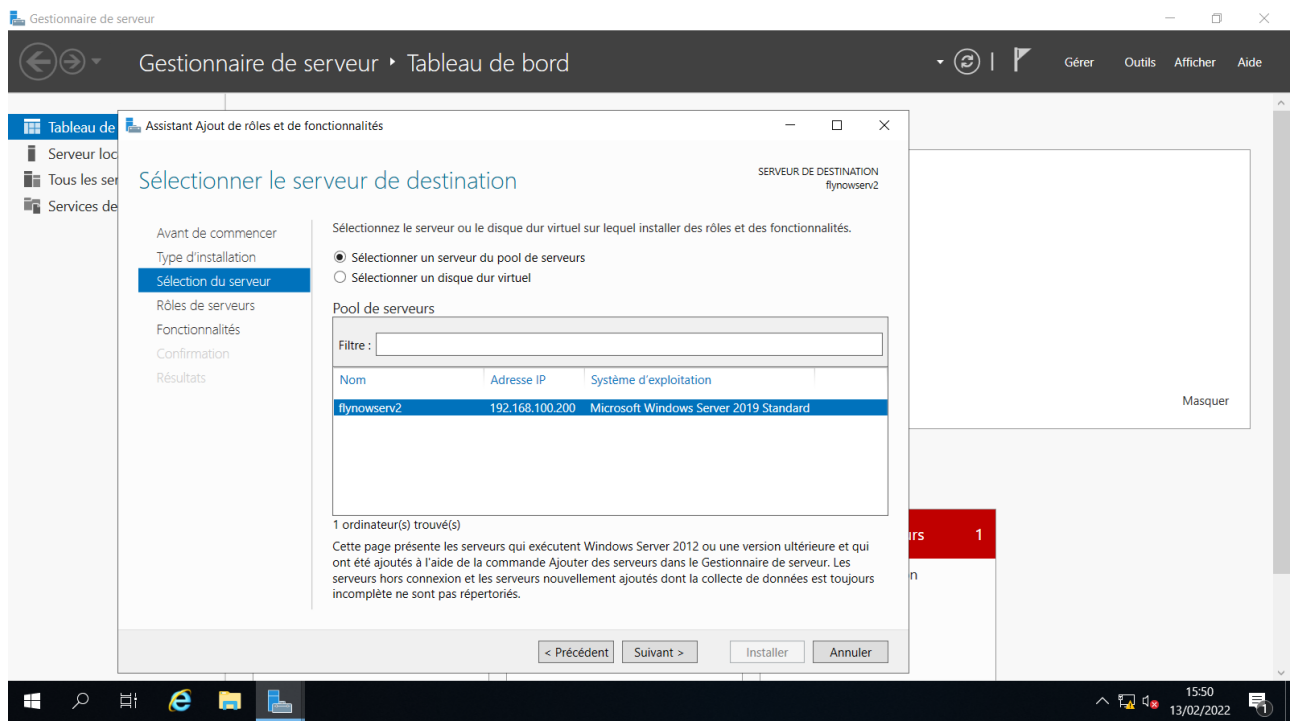 Gestionnaire de serveur
Gestionnaire de serveur
Tableau de bord
Gérer
Outils
Afficher
Aide
Tableau de
Serveur loc
Tous les ser
Services de
Assistant Ajout de rôles et de fonctionnalités
Sélectionner le serveur de destination
SERVEUR DE DESTINATION
flynowserv2
Avant de commencer
Type d'installation
Sélection du serveur
Rôles de serveurs
Fonctionnalités
Confirmation
Résultats
Sélectionnez le serveur ou le disque dur virtuel sur lequel installer des rôles et des fonctionnalités.
Sélectionner un serveur du pool de serveurs
Sélectionner un disque dur virtuel
Pool de serveurs
Filtre :
Nom Adresse IP Système d'exploitation
flynowserv2 192.168.100.200 Microsoft Windows Server 2019 Standard
1 ordinateur(s) trouvé(s)
Cette page présente les serveurs qui exécutent Windows Server 2012 ou une version ultérieure et qui
ont été ajoutés à l'aide de la commande Ajouter des serveurs dans le Gestionnaire de serveur. Les
serveurs hors connexion et les serveurs nouvellement ajoutés dont la collecte de données est toujours
incomplète ne sont pas répertoriés.
< Précédent
Suivant >
Installer
Annuler
Masquer
irs 1
n
15:50
13/02/2022
1